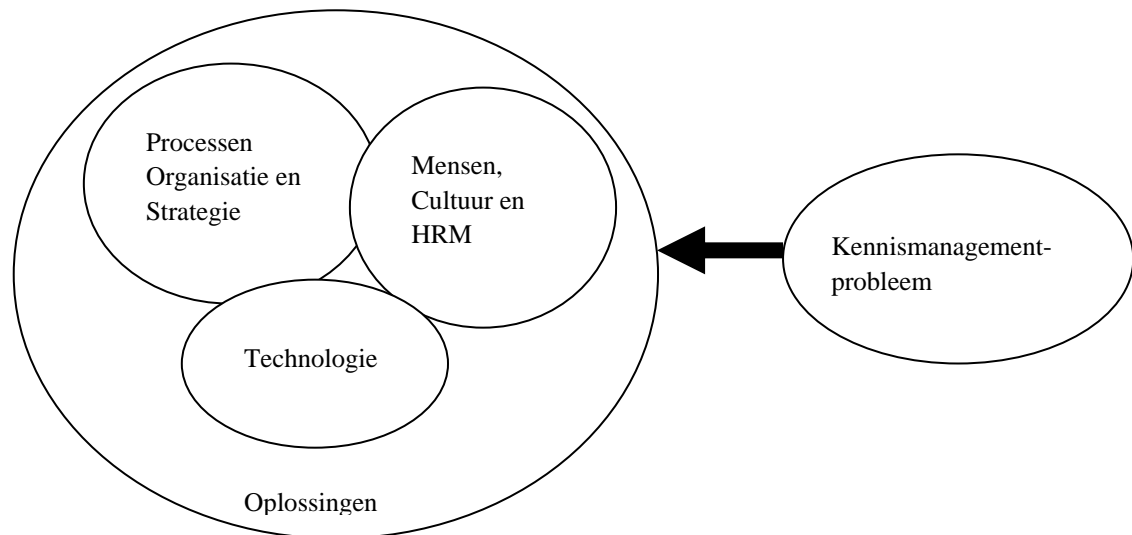 Processen
Organisatie en
Strategie
Mensen,
Cultuur en
HRM
Technologie
Oplossingen
Kennismanagement-
probleem